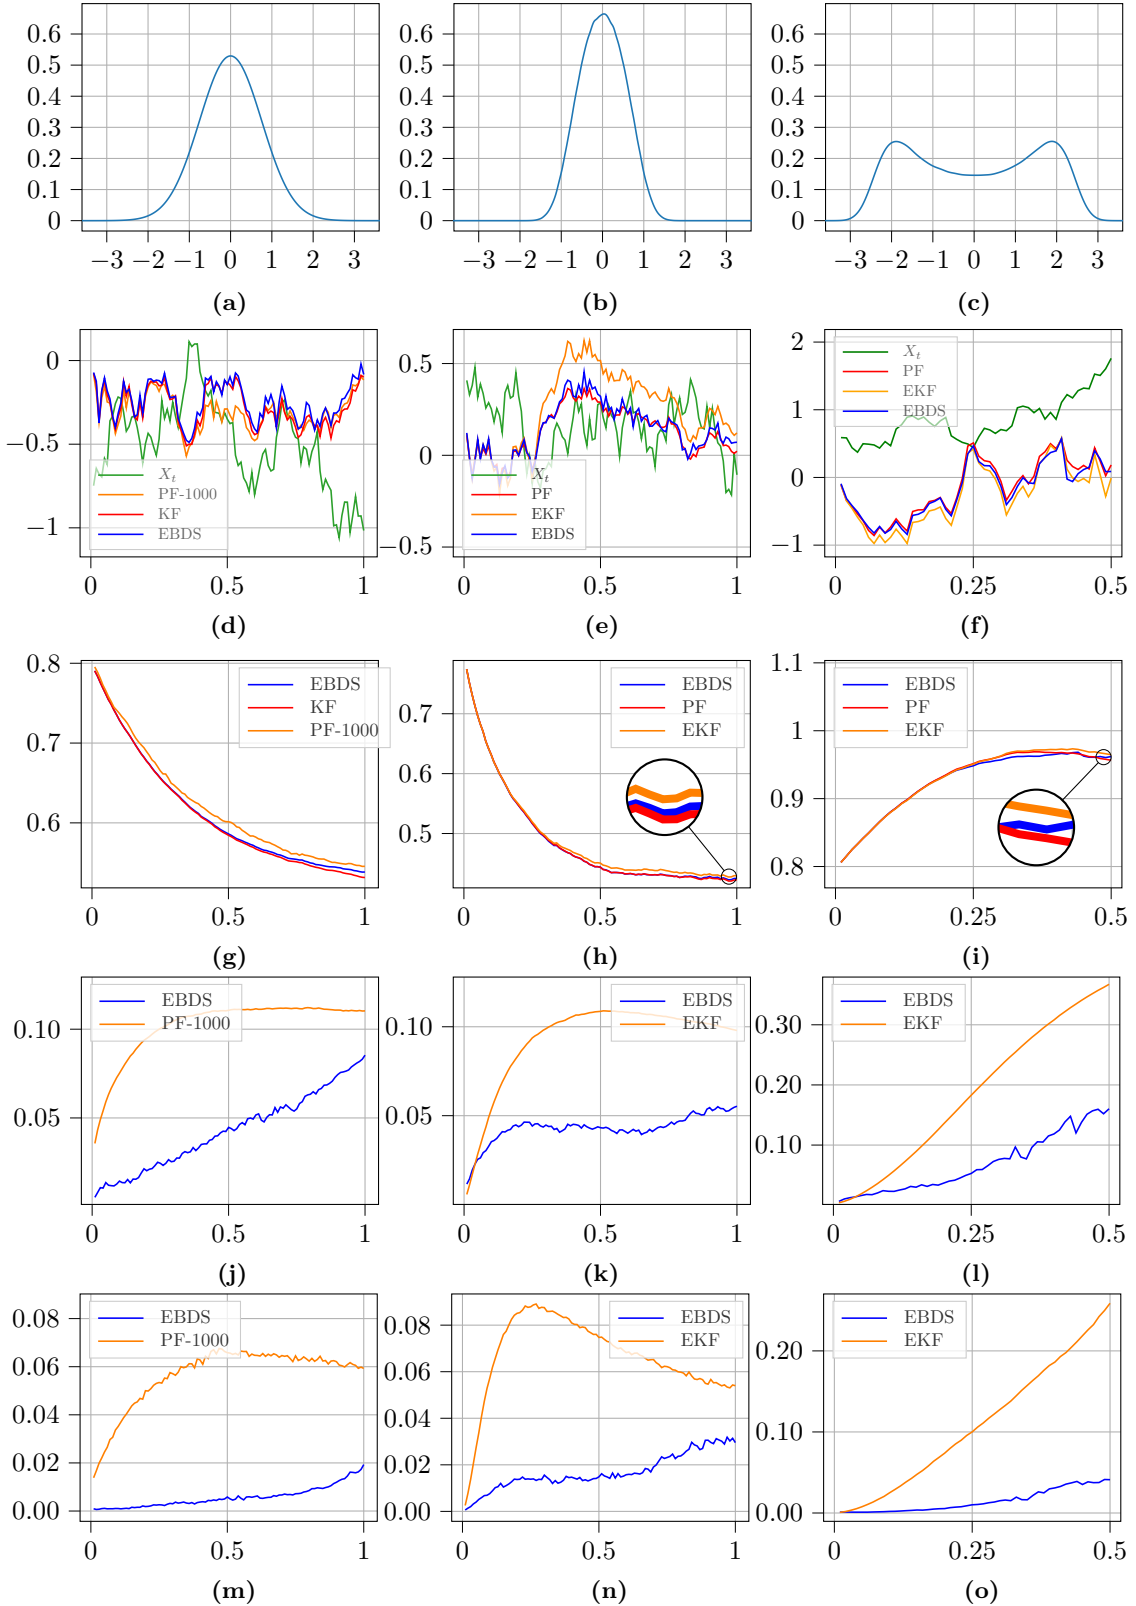 0.6 0.6 0.6
0.5 0.5 0.5
0.4 0.4 0.4
0.3 0.3 0.3
0.2 0.2 0.2
0.1 0.1 0.1
0 0 0
−3 −2 −1 0 1 2 3 −3 −2 −1 0 1 2 3 −3 −2 −1 0 1 2 3
(a) (b) (c)
0
−0.5
−1
X_t
PF-1000
KF
EBDS
0 0.5 1
(d)
0.5
0
−0.5
X_t
PF
EKF
EBDS
0 0.5 1
(e)
2
1
0
−1
X_t
PF
EKF
EBDS
0 0.25 0.5
(f)
0.8
0.7
0.6
EBDS
KF
PF-1000
0 0.5 1
(g)
0.7
0.6
0.5
EBDS
PF
EKF
0 0.5 1
(h)
1.1
1
0.9
0.8
EBDS
PF
EKF
0 0.25 0.5
(i)
0.10
0.05
EBDS
PF-1000
0 0.5 1
(j)
0.10
0.05
EBDS
EKF
0 0.5 1
(k)
0.30
0.20
0.10
EBDS
EKF
0 0.25 0.5
(l)
0.08
0.06
0.04
0.02
0.00
EBDS
PF-1000
0 0.5 1
(m)
0.08
0.06
0.04
0.02
0.00
EBDS
EKF
0 0.5 1
(n)
0.20
0.10
0.00
EBDS
EKF
0 0.25 0.5
(o)